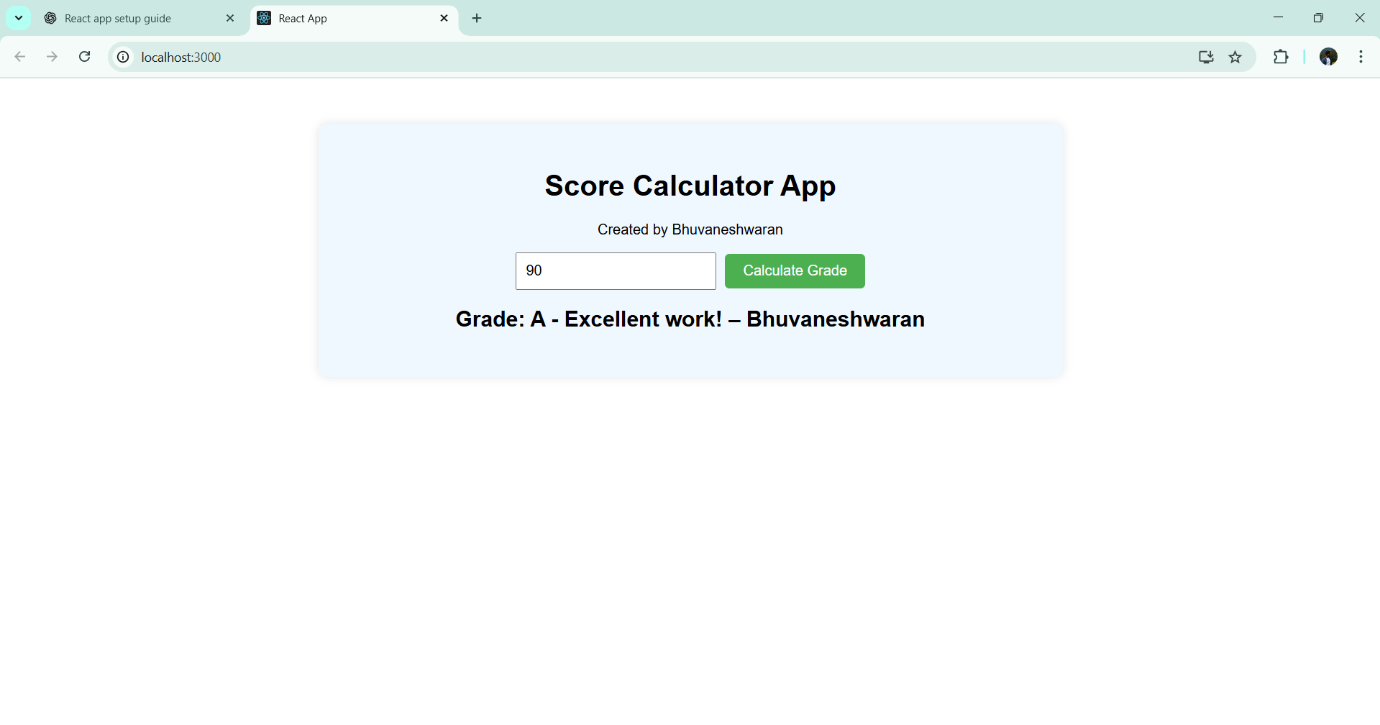 React app setup guide
React App
localhost:3000
Score Calculator App
Created by Bhuvaneshwaran
90
Calculate Grade
Grade: A - Excellent work! – Bhuvaneshwaran